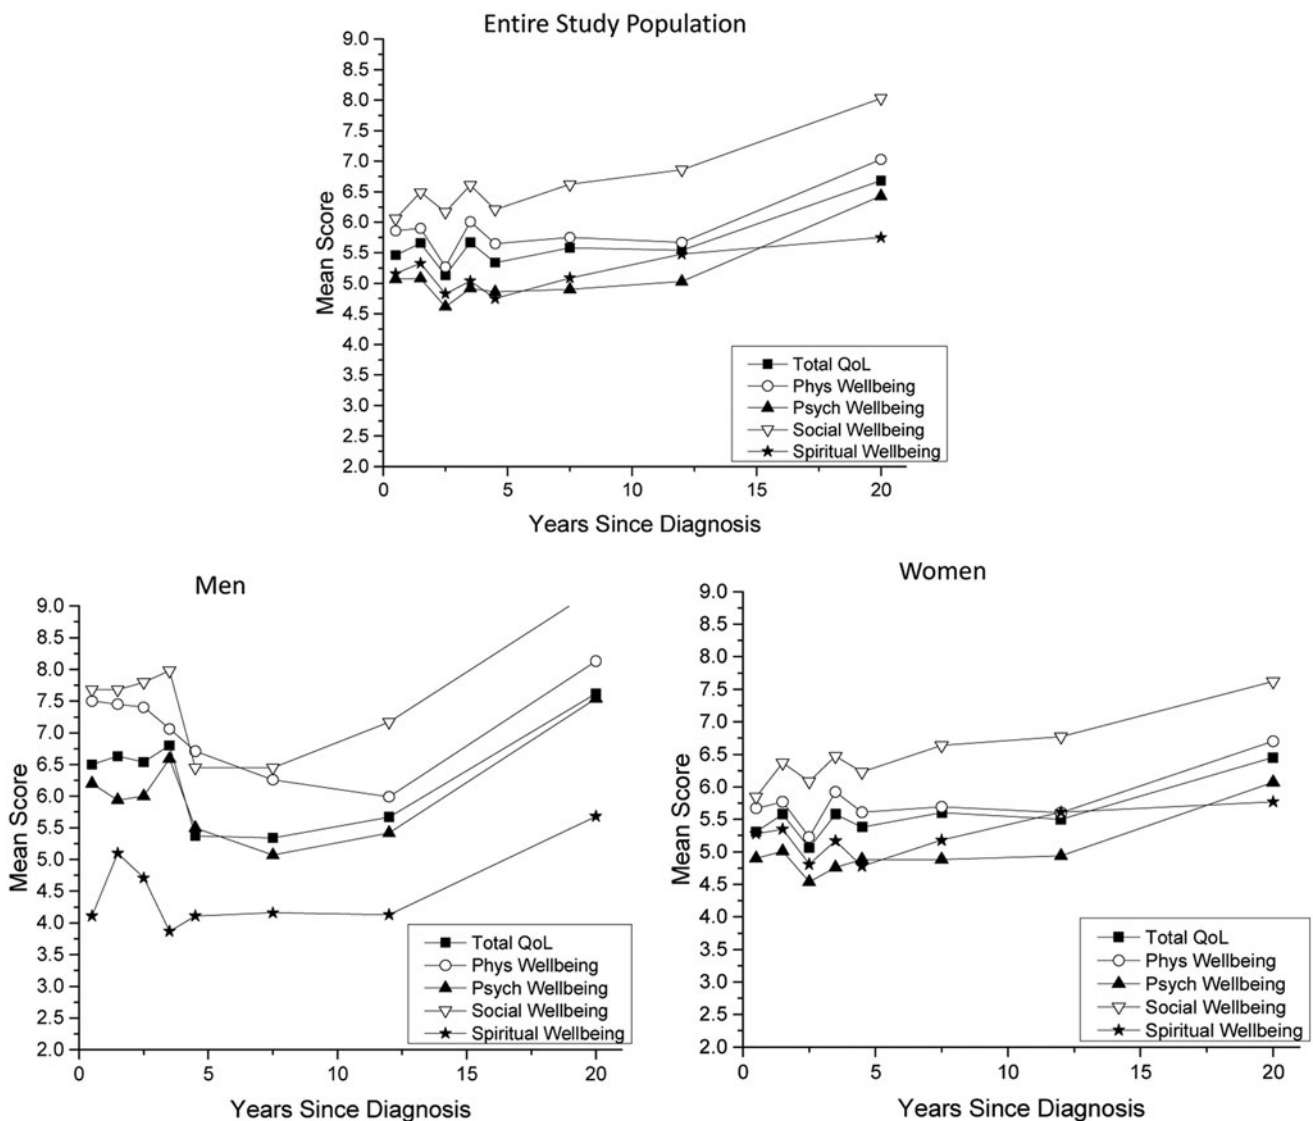 Entire Study Population
9.0
8.5
8.0
7.5
7.0
6.5
6.0
5.5
5.0
4.5
4.0
3.5
3.0
2.5
2.0
Mean Score
Total QoL
Phys Wellbeing
Psych Wellbeing
Social Wellbeing
Spiritual Wellbeing
0 5 10 15 20
Years Since Diagnosis
Men
9.0
8.5
8.0
7.5
7.0
6.5
6.0
5.5
5.0
4.5
4.0
3.5
3.0
2.5
2.0
Mean Score
Total QoL
Phys Wellbeing
Psych Wellbeing
Social Wellbeing
Spiritual Wellbeing
0 5 10 15 20
Years Since Diagnosis
Women
9.0
8.5
8.0
7.5
7.0
6.5
6.0
5.5
5.0
4.5
4.0
3.5
3.0
2.5
2.0
Mean Score
Total QoL
Phys Wellbeing
Psych Wellbeing
Social Wellbeing
Spiritual Wellbeing
0 5 10 15 20
Years Since Diagnosis